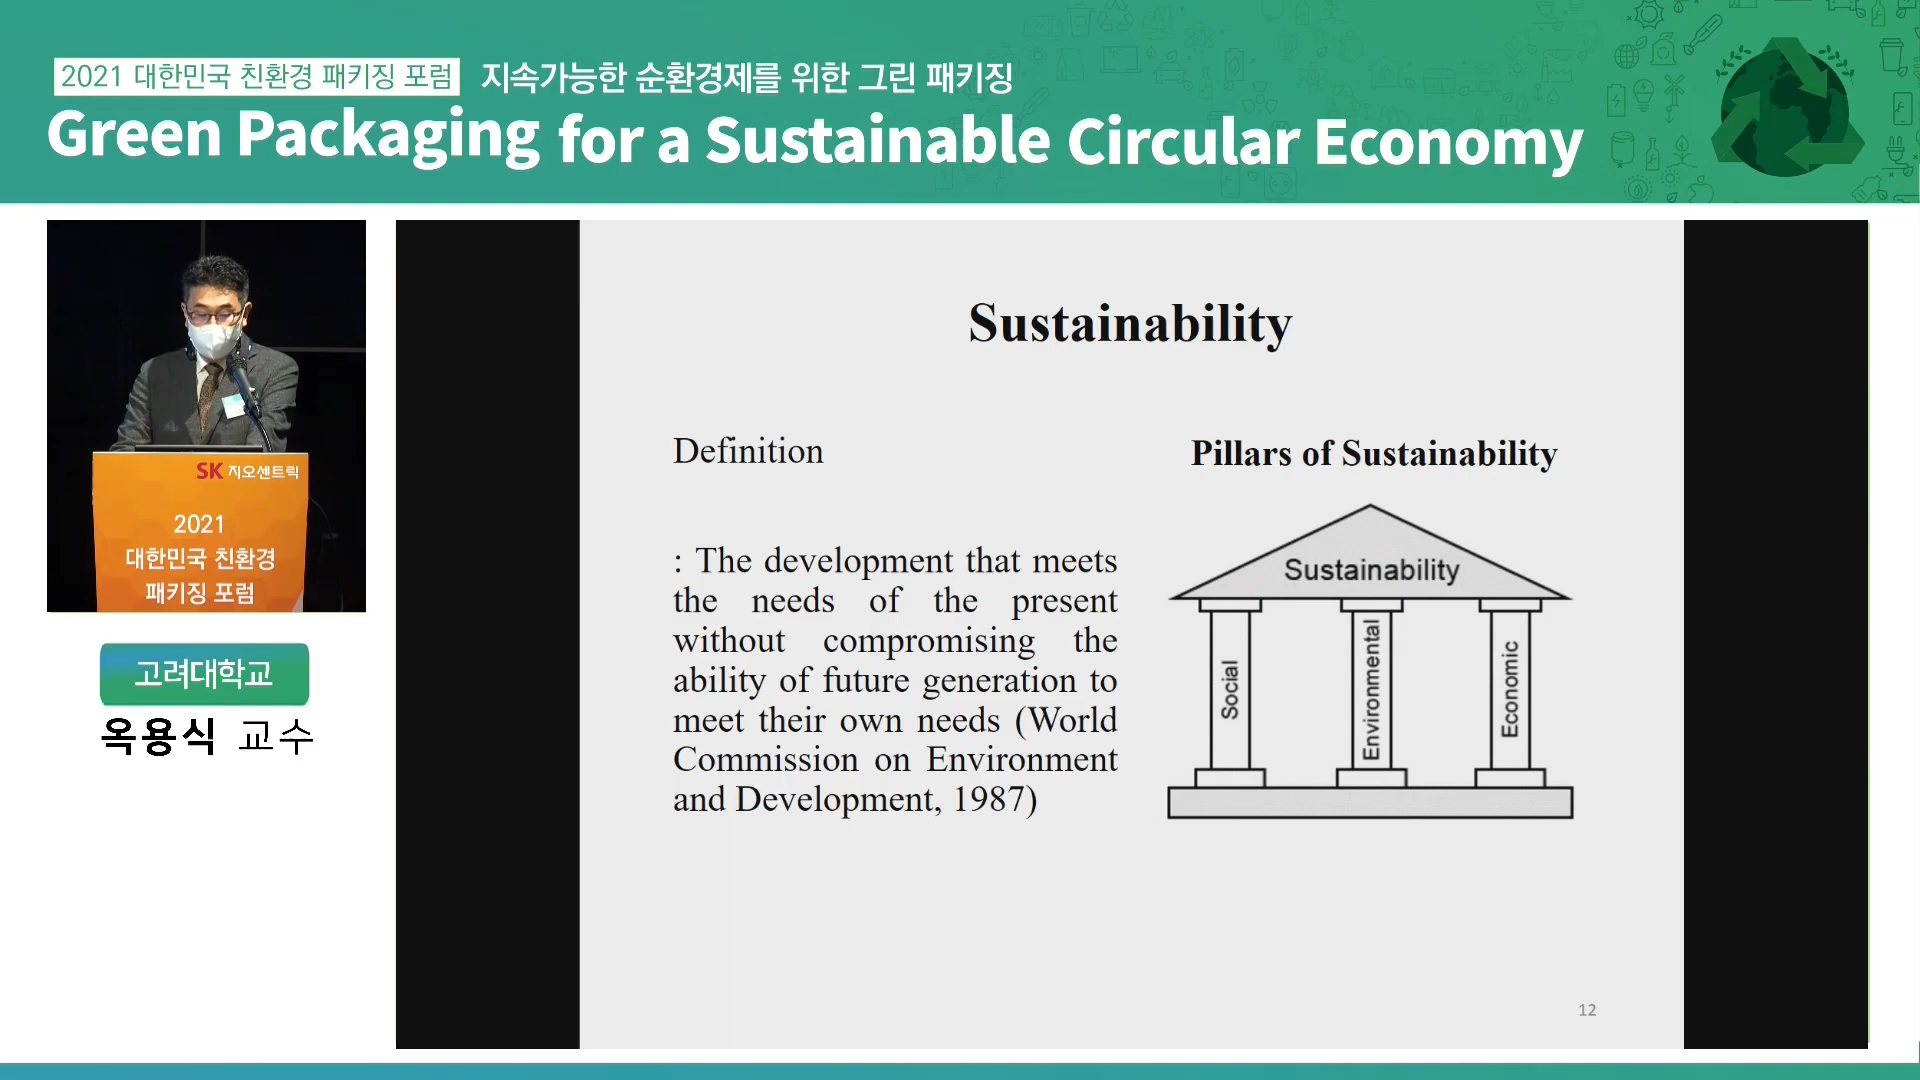 2021 대한민국 친환경 패키징 포럼 지속가능한 순환경제를 위한 그린 패키징
Green Packaging for a Sustainable Circular Economy
SK 지오센트릭
2021
대한민국 친환경
패키징 포럼
고려대학교
옥용식 교수
Sustainability
Definition
: The development that meets
the needs of the present
without compromising the
ability of future generation to
meet their own needs (World
Commission on Environment
and Development, 1987)
Pillars of Sustainability
Sustainability
Social
Environmental
Economic
12